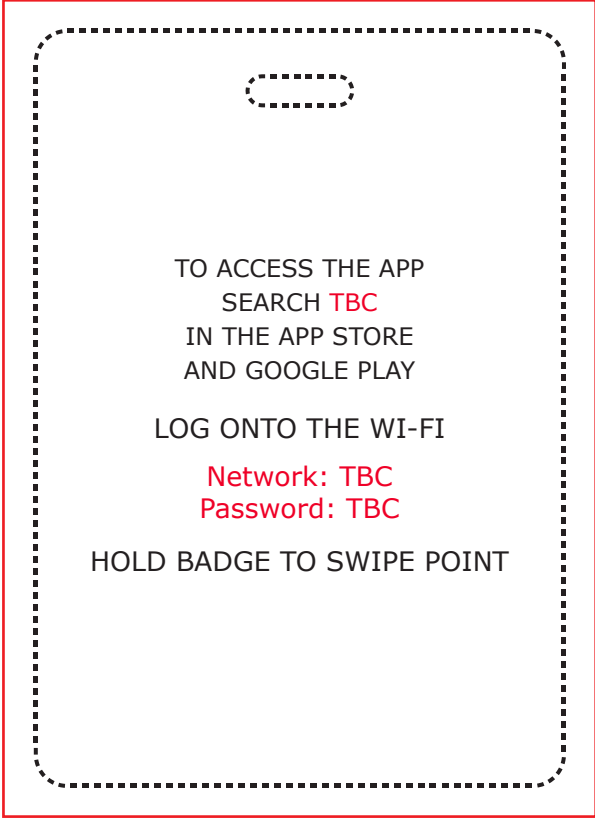 TO ACCESS THE APP
SEARCH TBC
IN THE APP STORE
AND GOOGLE PLAY
LOG ONTO THE WI-FI
Network: TBC
Password: TBC
HOLD BADGE TO SWIPE POINT